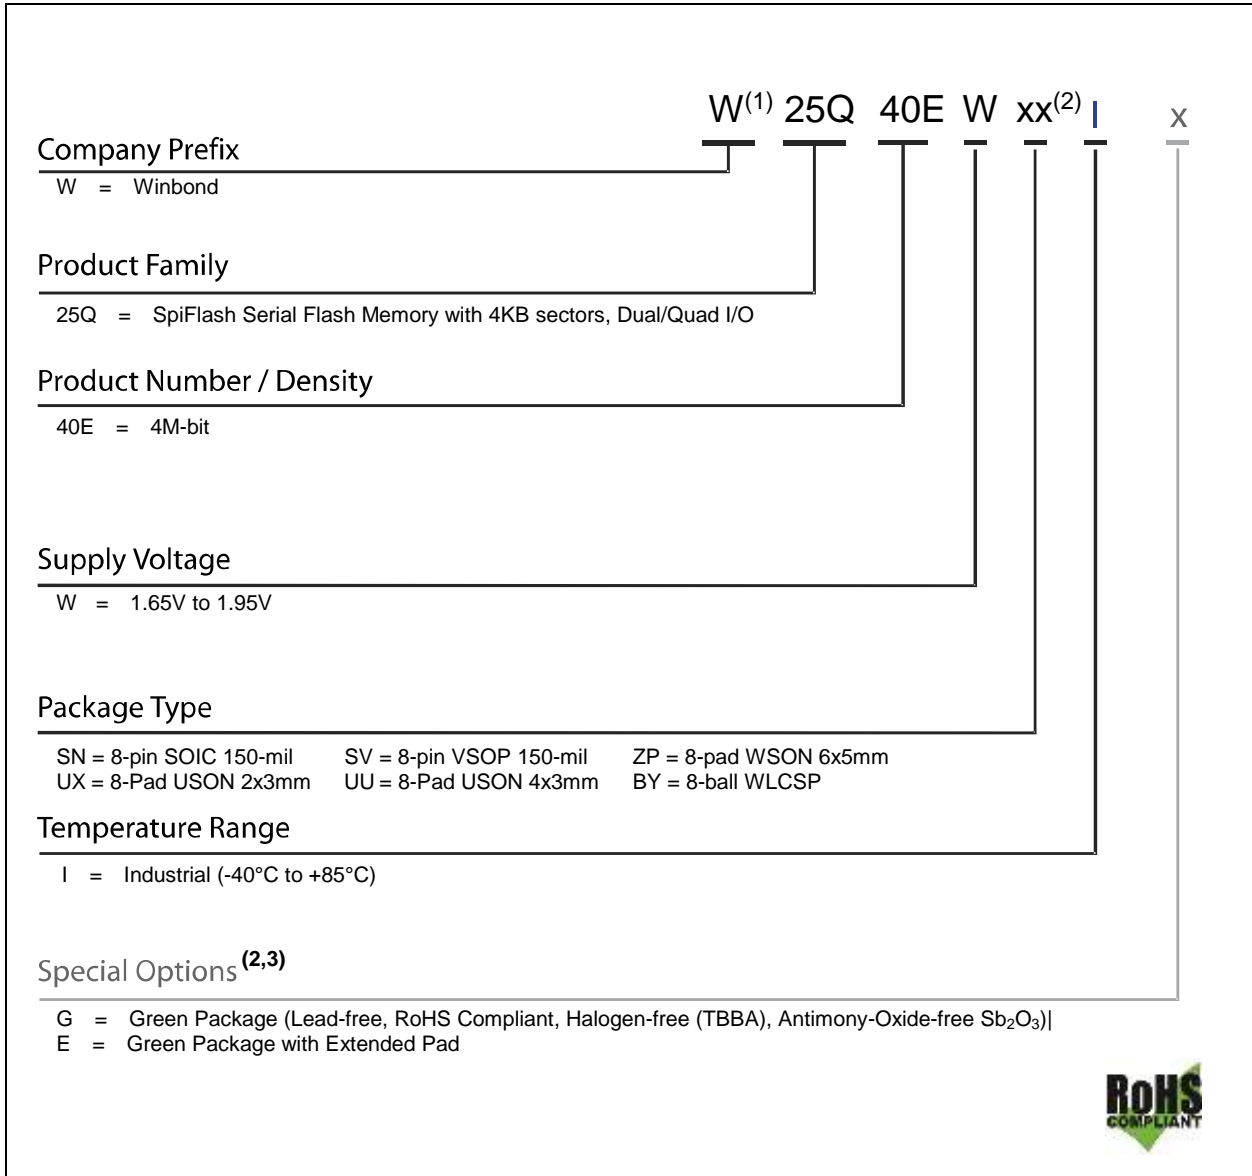 W(1) 25Q 40E W xx(2) I x
Company Prefix
W = Winbond
Product Family
25Q = SpiFlash Serial Flash Memory with 4KB sectors, Dual/Quad I/O
Product Number / Density
40E = 4M-bit
Supply Voltage
W = 1.65V to 1.95V
Package Type
SN = 8-pin SOIC 150-mil SV = 8-pin VSOP 150-mil ZP = 8-pad WSON 6x5mm
UX = 8-Pad USON 2x3mm UU = 8-Pad USON 4x3mm BY = 8-ball WLCSP
Temperature Range
I = Industrial (-40°C to +85°C)
Special Options (2,3)
G = Green Package (Lead-free, RoHS Compliant, Halogen-free (TBBA), Antimony-Oxide-free Sb2O3)|
E = Green Package with Extended Pad
RoHS
COMPLIANT